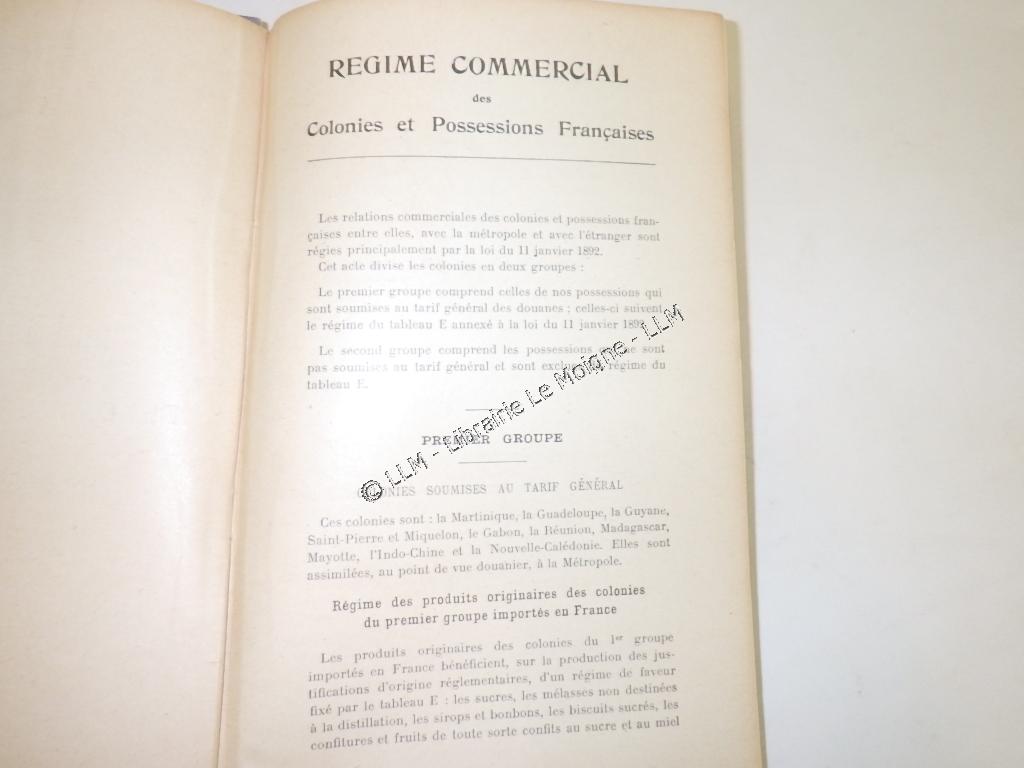 REGIME COMMERCIAL
des
Colonies et Possessions Françaises
Les relations commerciales des colonies et possessions fran-
çaises entre elles, avec la métropole et avec l'étranger sont
régies principalement par la loi du 11 janvier 1892.
Cet acte divise les colonies en deux groupes :
Le premier groupe comprend celles de nos possessions qui
sont soumises au tarif général des douanes ; celles-ci suivent
le régime du tableau E annexé à la loi du 11 janvier
Le second groupe comprend les possessions sont
pas soumises au tarif général et sont régime du
tableau E.
PREMIER GROUPE
COLONIES SOUMISES AU TARIF GÉNÉRAL
Ces colonies sont : la Martinique, la Guadeloupe, la Guyane,
Saint-Pierre et Miquelon, le Gabon, la Réunion, Madagascar,
Mayotte, l'Indo-Chine et la Nouvelle-Calédonie. Elles sont
assimilées, au point de vue douanier, à la Métropole.
Régime des produits originaires des colonies
du premier groupe importés en France
Les produits originaires des colonies du 1er groupe
importés en France bénéficient, sur la production des jus-
tifications d'origine réglementaires, d'un régime de faveur
fixé par le tableau E : les sucres, les mélasses non destinées
à la distillation, les sirops et bonbons, les biscuits sucrés, les
confitures et fruits de toute sorte confits au sucre et au miel
© LLM - Librairie Le Moigne - LLM